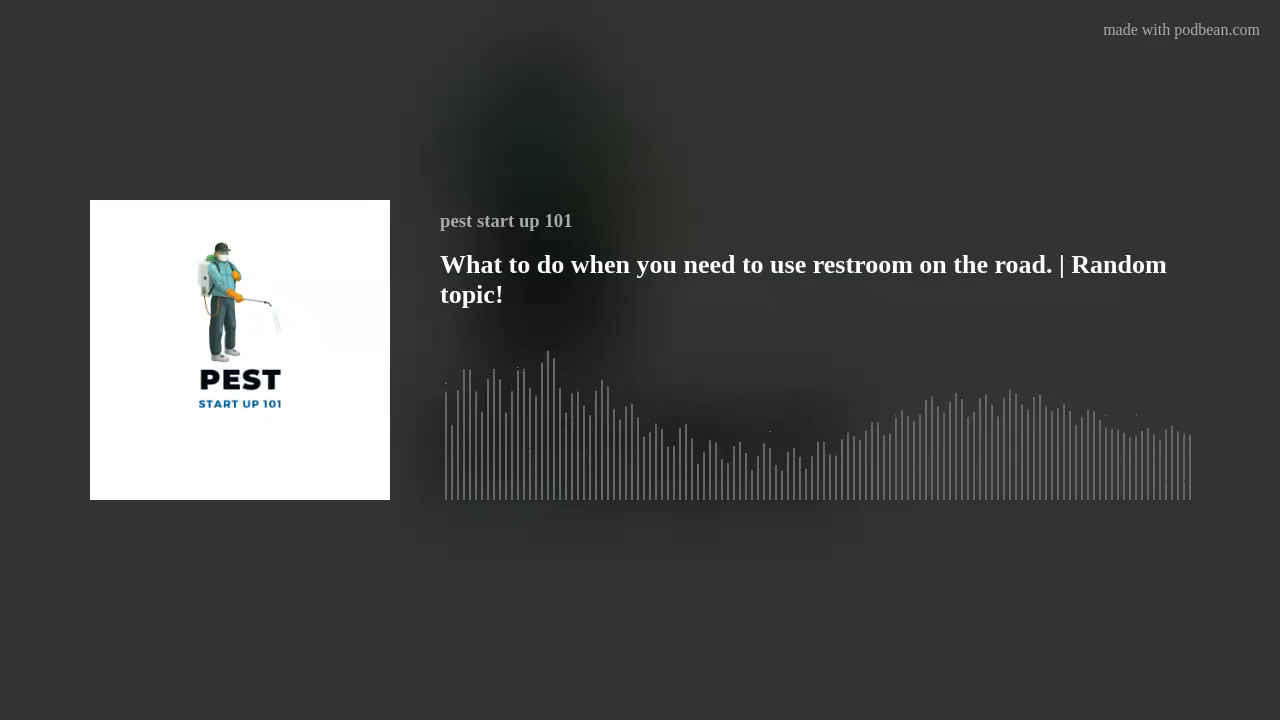 made with podbean.com
pest start up 101
What to do when you need to use restroom on the road. | Random
topic!
PEST
START UP 101